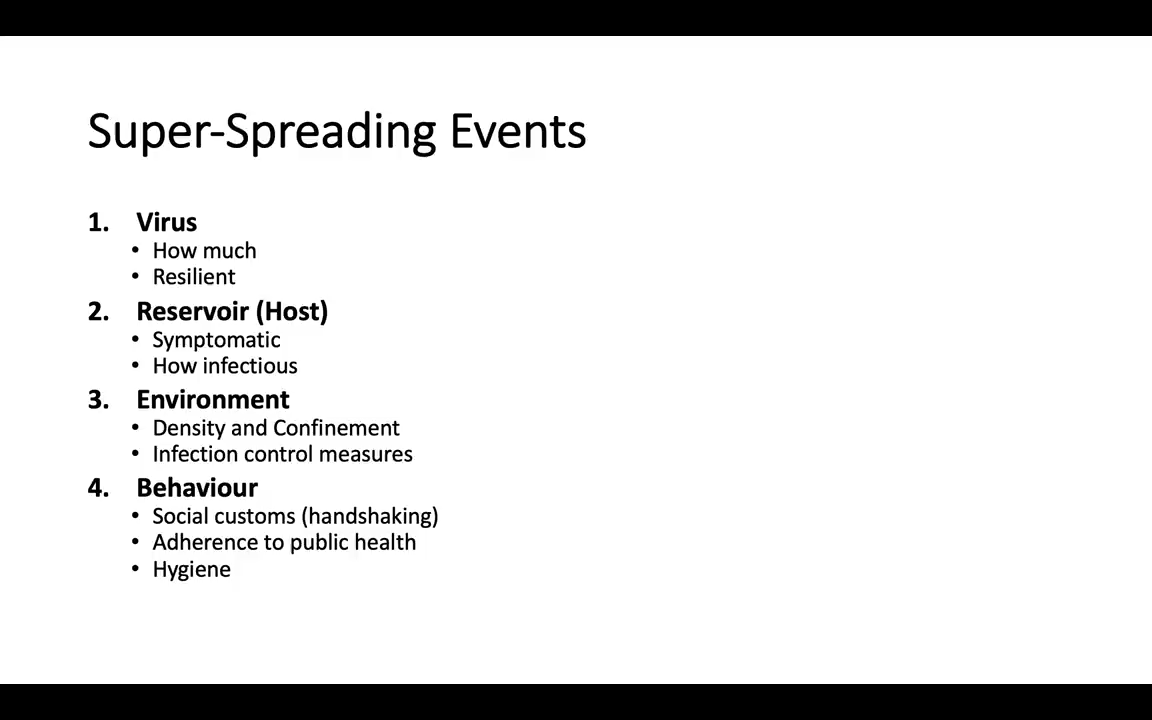 Super-Spreading Events
1. Virus
• How much
• Resilient
2. Reservoir (Host)
• Symptomatic
• How infectious
3. Environment
• Density and Confinement
• Infection control measures
4. Behaviour
• Social customs (handshaking)
• Adherence to public health
• Hygiene